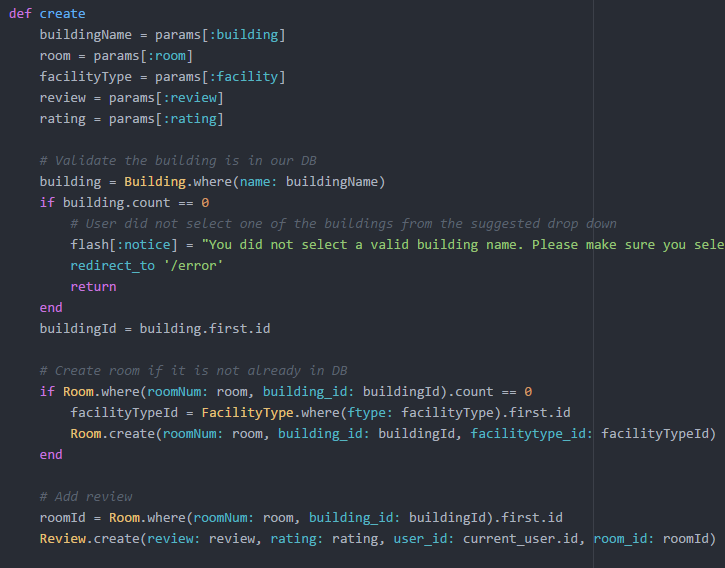 def create
    buildingName = params[:building]
    room = params[:room]
    facilityType = params[:facility]
    review = params[:review]
    rating = params[:rating]

    # Validate the building is in our DB
    building = Building.where(name: buildingName)
    if building.count == 0
        # User did not select one of the buildings from the suggested drop down
        flash[:notice] = "You did not select a valid building name. Please make sure you sele
        redirect_to '/error'
        return
    end
    buildingId = building.first.id

    # Create room if it is not already in DB
    if Room.where(roomNum: room, building_id: buildingId).count == 0
        facilityTypeId = FacilityType.where(ftype: facilityType).first.id
        Room.create(roomNum: room, building_id: buildingId, facilitytype_id: facilityTypeId)
    end

    # Add review
    roomId = Room.where(roomNum: room, building_id: buildingId).first.id
    Review.create(review: review, rating: rating, user_id: current_user.id, room_id: roomId)